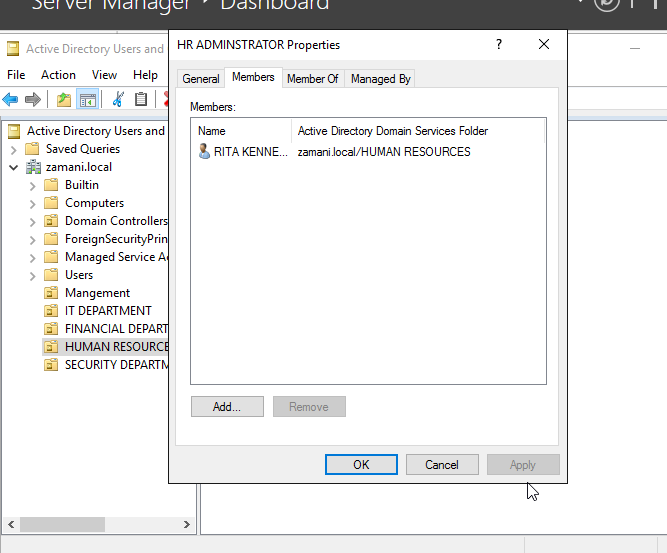 Server Manager · Dashboard
Active Directory Users and
File Action View Help
Active Directory Users and
Saved Queries
zamani.local
Builtin
Computers
Domain Controllers
ForeignSecurityPrin
Managed Service Ac
Users
Mangement
IT DEPARTMENT
FINANCIAL DEPART
HUMAN RESOURCE
SECURITY DEPARTM
HR ADMINSTRATOR Properties
?
General Members Member Of Managed By
Members:
Name Active Directory Domain Services Folder
RITA KENNE... zamani.local/HUMAN RESOURCES
Add... Remove
OK Cancel Apply